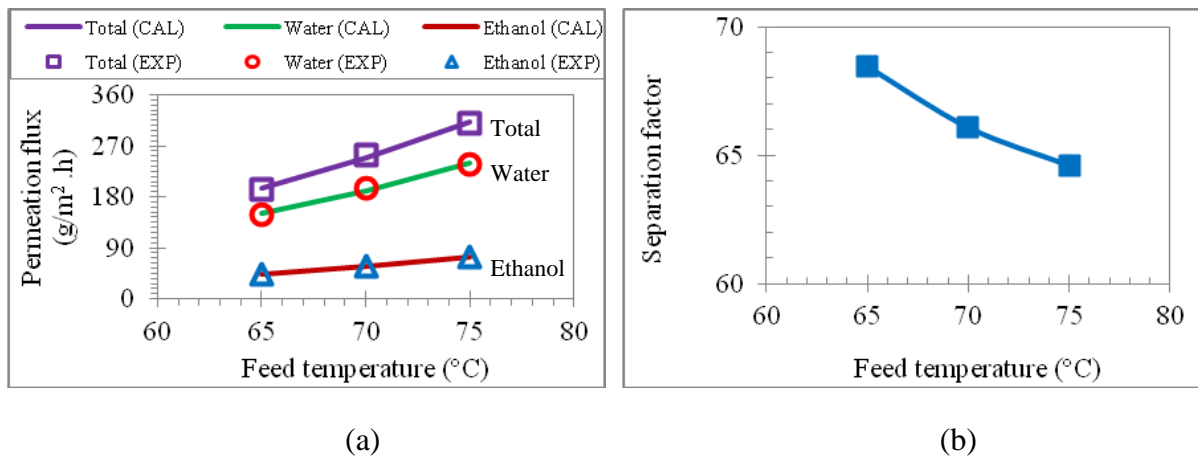 Total (CAL) Water (CAL) Ethanol (CAL)
Total (EXP) Water (EXP) Ethanol (EXP)
Permeation flux
(g/m² .h)
360
270
180
90
0
Total
Water
Ethanol
60 65 70 75 80
Feed temperature (°C)
(a)
Separation factor
70
65
60
60 65 70 75 80
Feed temperature (°C)
(b)